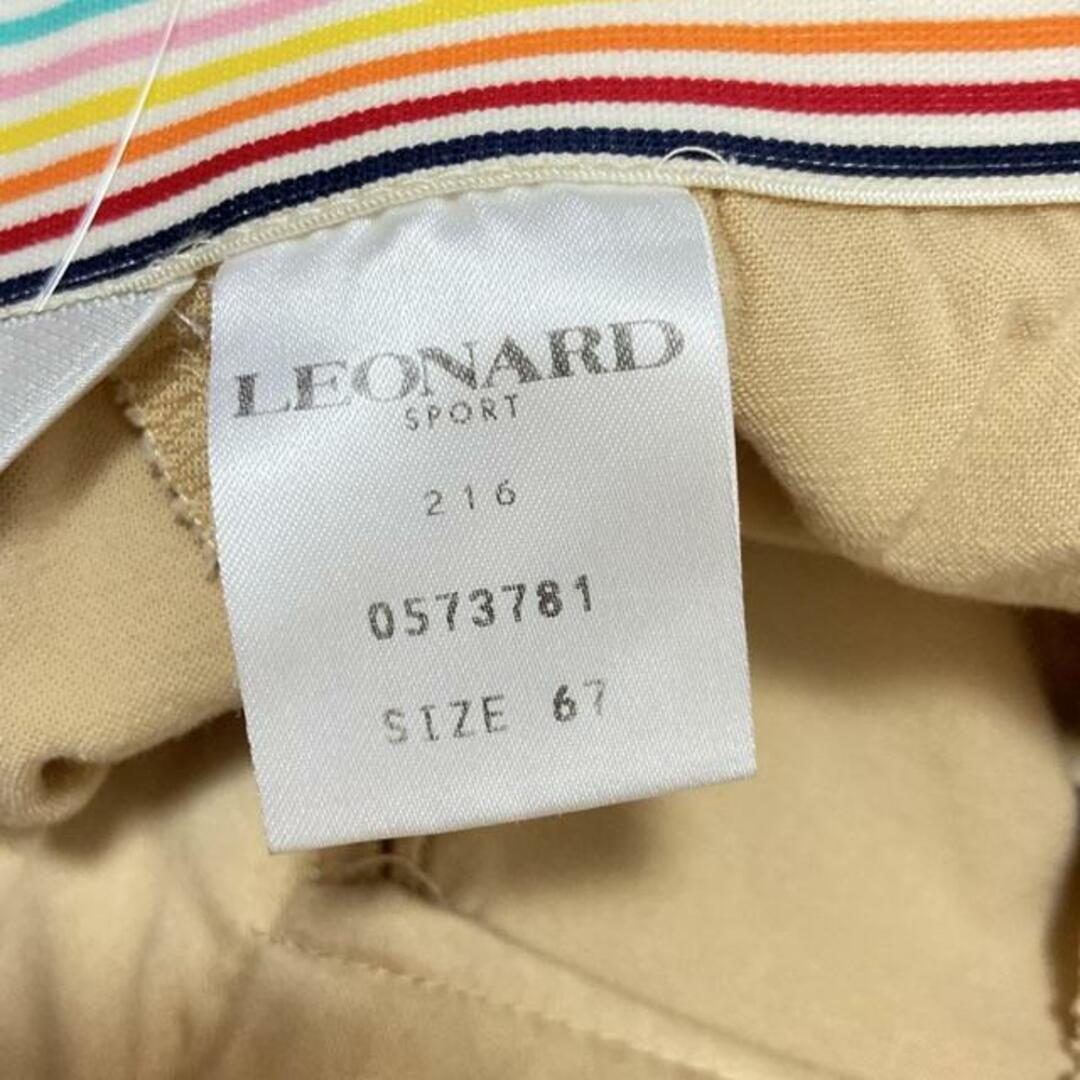 LEONARD
SPORT
216
0573781
SIZE 67